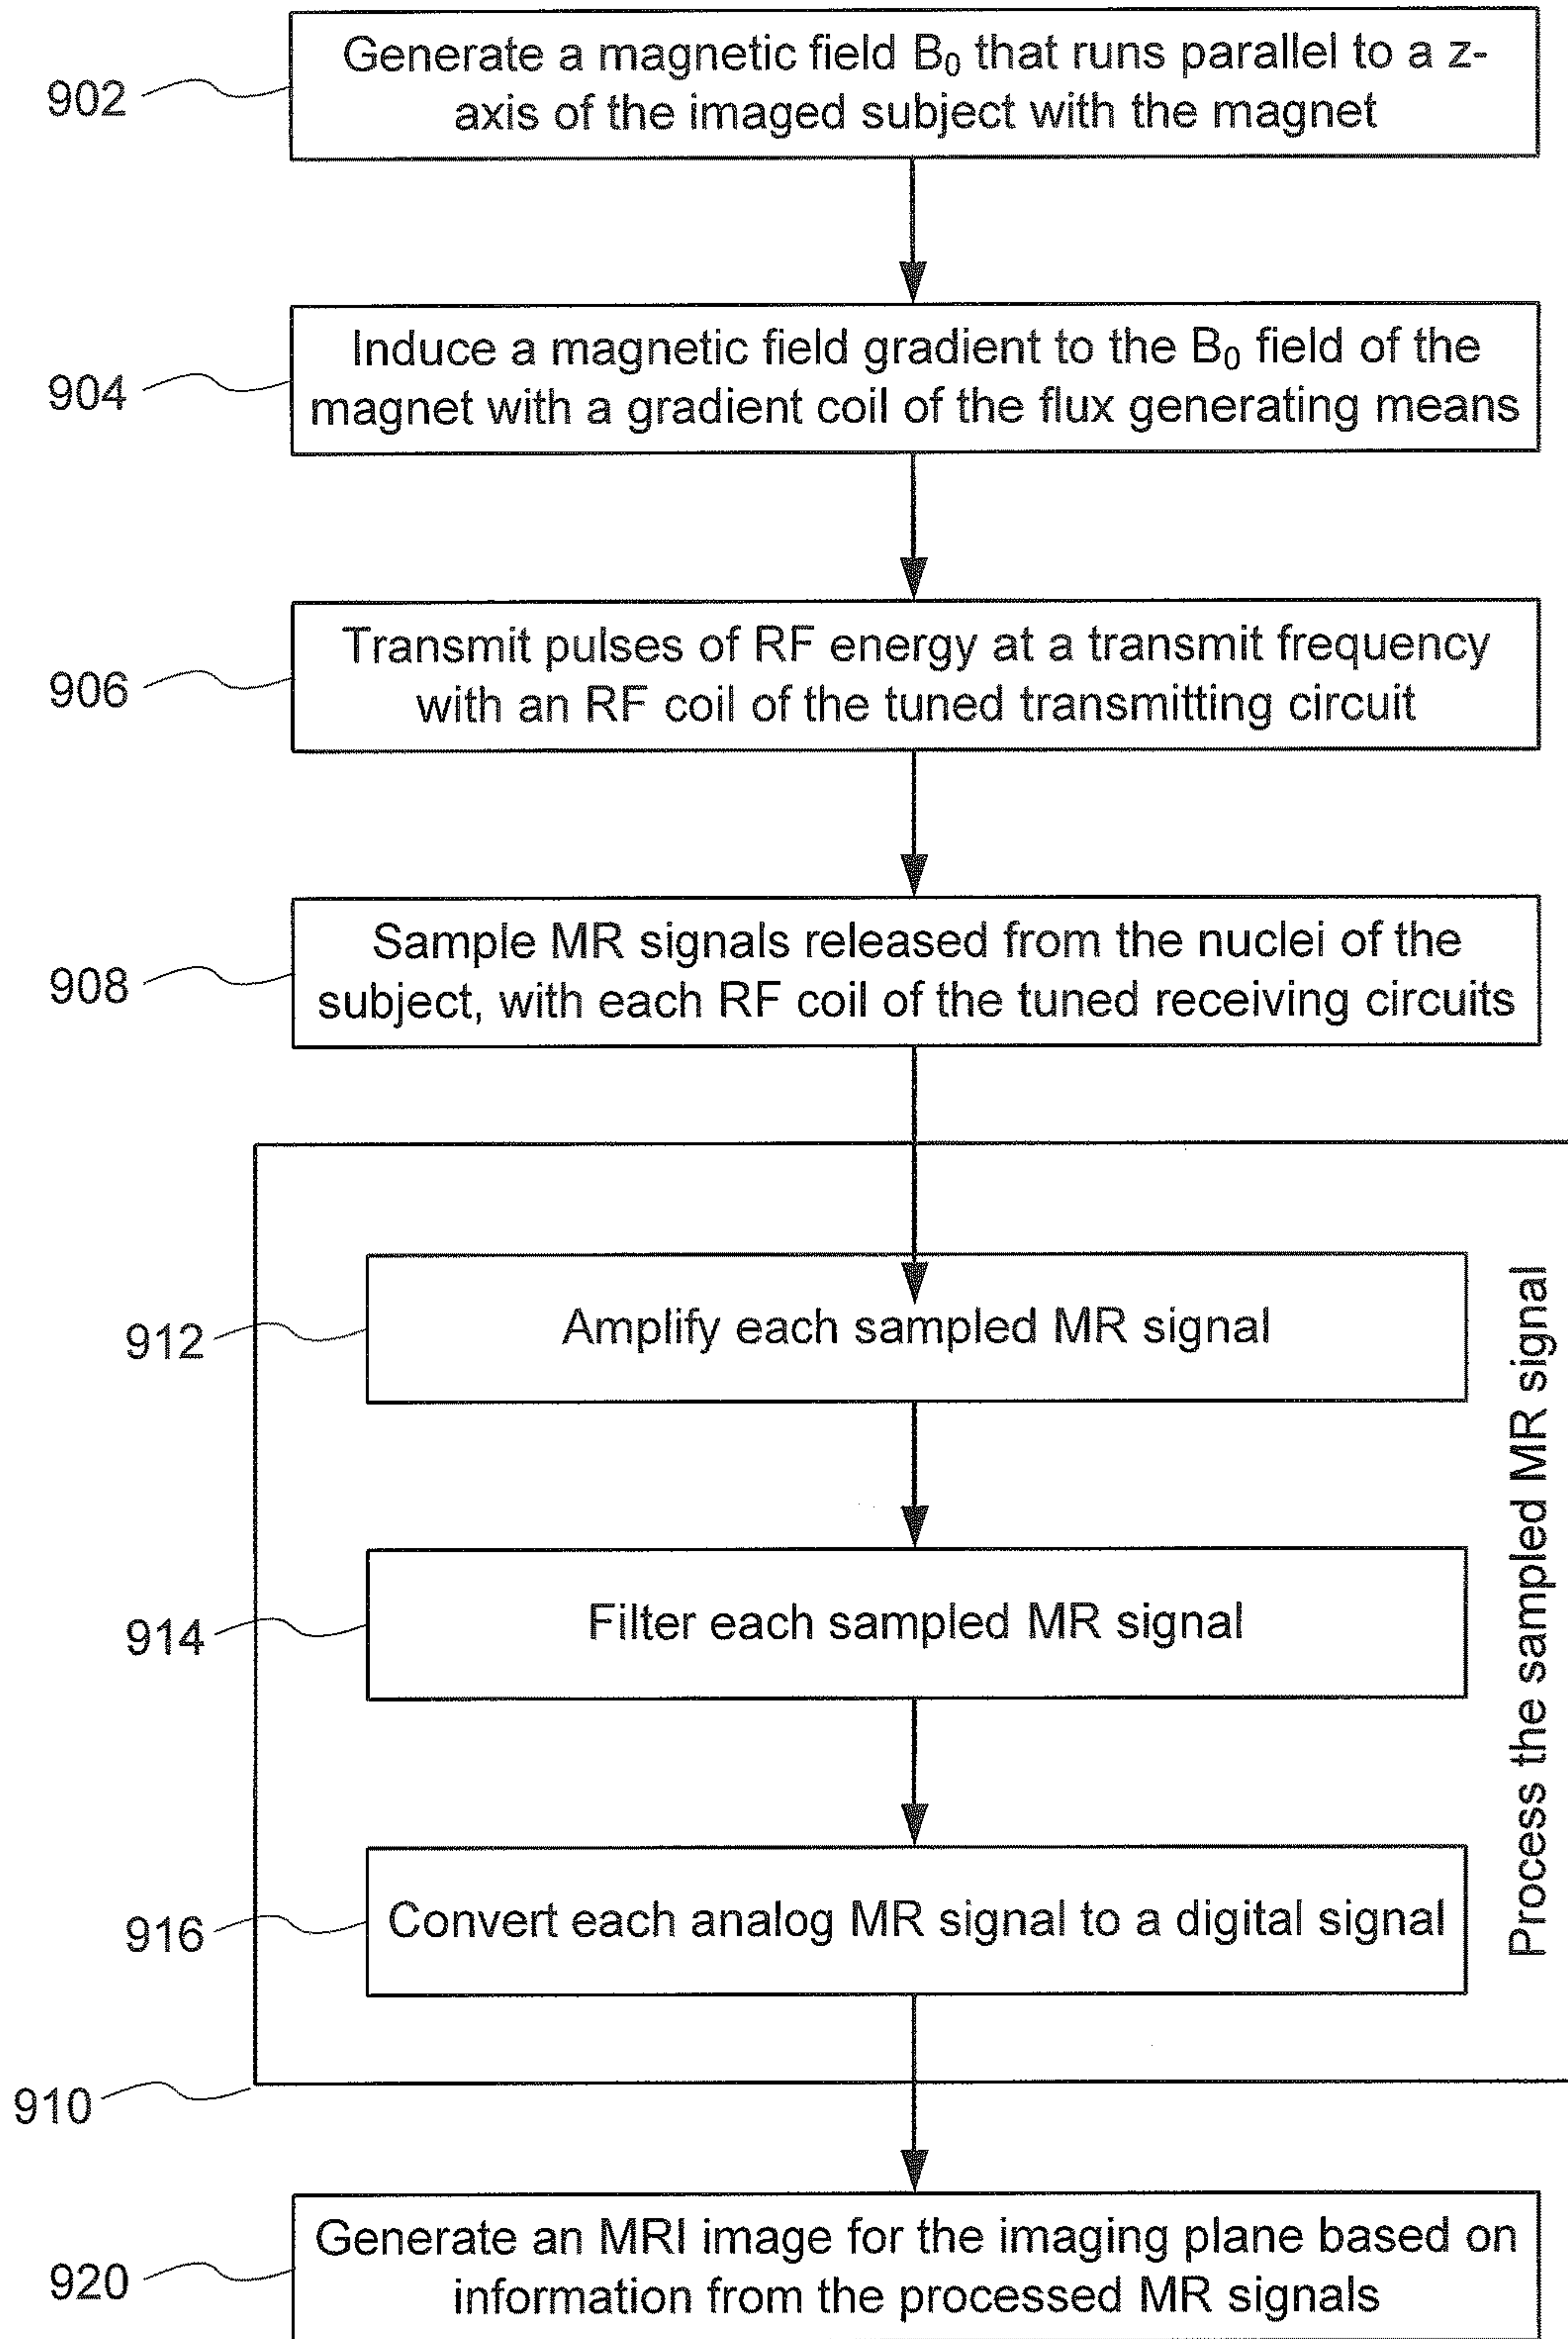 Generate a magnetic field B₀ that runs parallel to a z-
axis of the imaged subject with the magnet
902
Induce a magnetic field gradient to the B₀ field of the
magnet with a gradient coil of the flux generating means
904
Transmit pulses of RF energy at a transmit frequency
with an RF coil of the tuned transmitting circuit
906
Sample MR signals released from the nuclei of the
subject, with each RF coil of the tuned receiving circuits
908
Process the sampled MR signal
Amplify each sampled MR signal
912
Filter each sampled MR signal
914
Convert each analog MR signal to a digital signal
916
910
Generate an MRI image for the imaging plane based on
information from the processed MR signals
920